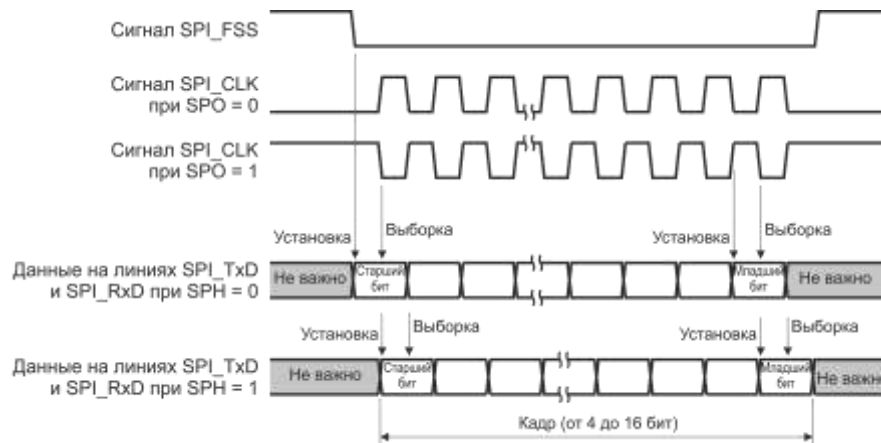 Сигнал SPI_FSS
Сигнал SPI_CLK
при SPO = 0
Сигнал SPI_CLK
при SPO = 1
Установка
Выборка
Установка
Выборка
Данные на линиях SPI_TxD
и SPI_RxD при SPH = 0
Не важно
Старший
бит
Младший
бит
Не важно
Установка
Выборка
Установка
Выборка
Данные на линиях SPI_TxD
и SPI_RxD при SPH = 1
Не важно
Старший
бит
Младший
бит
Не важно
Кадр (от 4 до 16 бит)